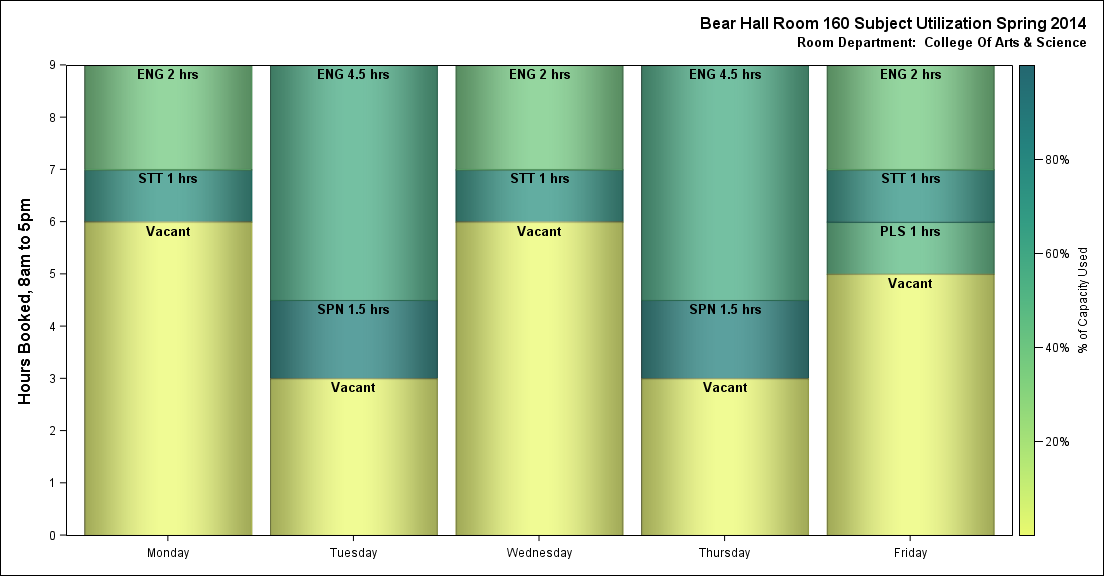 Bear Hall Room 160 Subject Utilization Spring 2014
Room Department: College Of Arts & Science
Hours Booked, 8am to 5pm
9
8
7
6
5
4
3
2
1
0
ENG 2 hrs
STT 1 hrs
Vacant
Monday
ENG 4.5 hrs
SPN 1.5 hrs
Vacant
Tuesday
ENG 2 hrs
STT 1 hrs
Vacant
Wednesday
ENG 4.5 hrs
SPN 1.5 hrs
Vacant
Thursday
ENG 2 hrs
STT 1 hrs
PLS 1 hrs
Vacant
Friday
80%
60%
40%
20%
% of Capacity Used